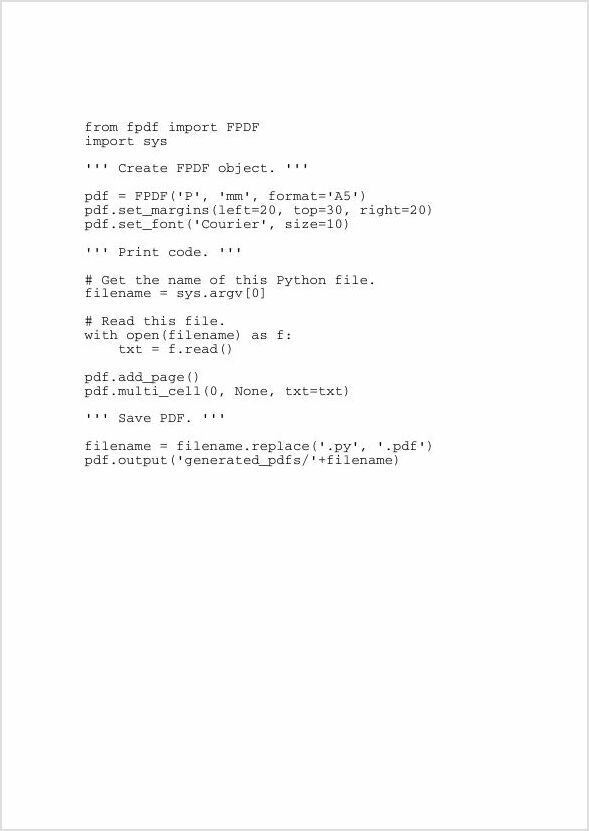 from fpdf import FPDF
import sys
''' Create FPDF object. '''
pdf = FPDF('P', 'mm', format='A5')
pdf.set_margins(left=20, top=30, right=20)
pdf.set_font('Courier', size=10)
''' Print code. '''
# Get the name of this Python file.
filename = sys.argv[0]
# Read this file.
with open(filename) as f:
    txt = f.read()
pdf.add_page()
pdf.multi_cell(0, None, txt=txt)
''' Save PDF. '''
filename = filename.replace('.py', '.pdf')
pdf.output('generated_pdfs/'+filename)